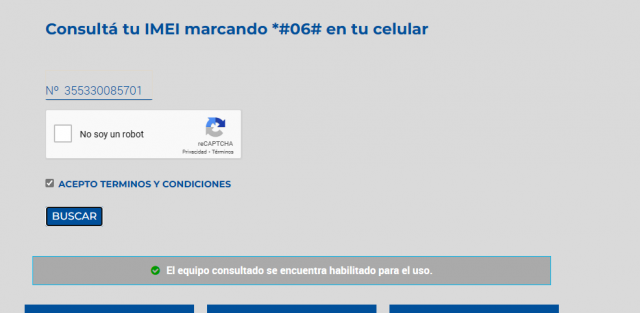 Consultá tu IMEI marcando *#06# en tu celular
Nº 355330085701
No soy un robot
reCAPTCHA
Privacidad - Términos
ACEPTO TERMINOS Y CONDICIONES
BUSCAR
El equipo consultado se encuentra habilitado para el uso.